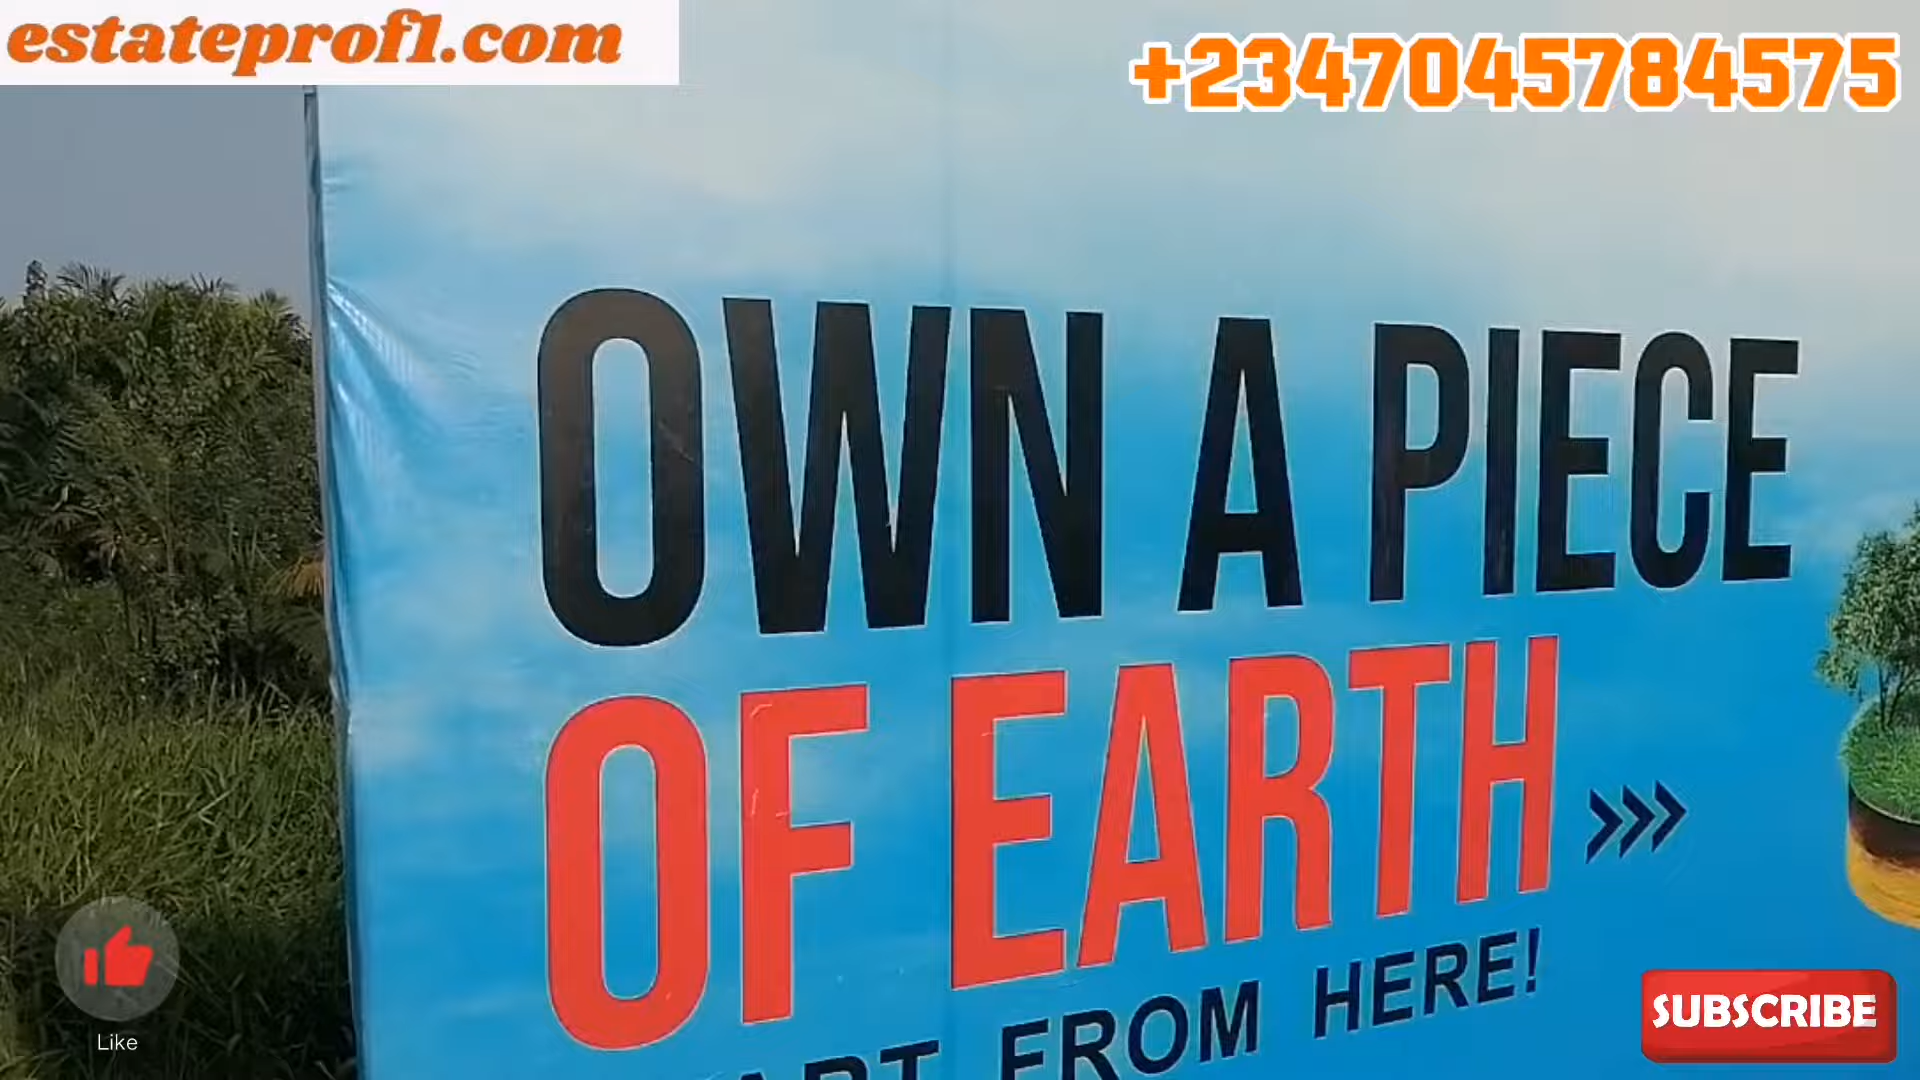 estateprof1.com
+2347045784575
OWN A PIECE
OF EARTH >>>
FROM HERE!
Like
SUBSCRIBE